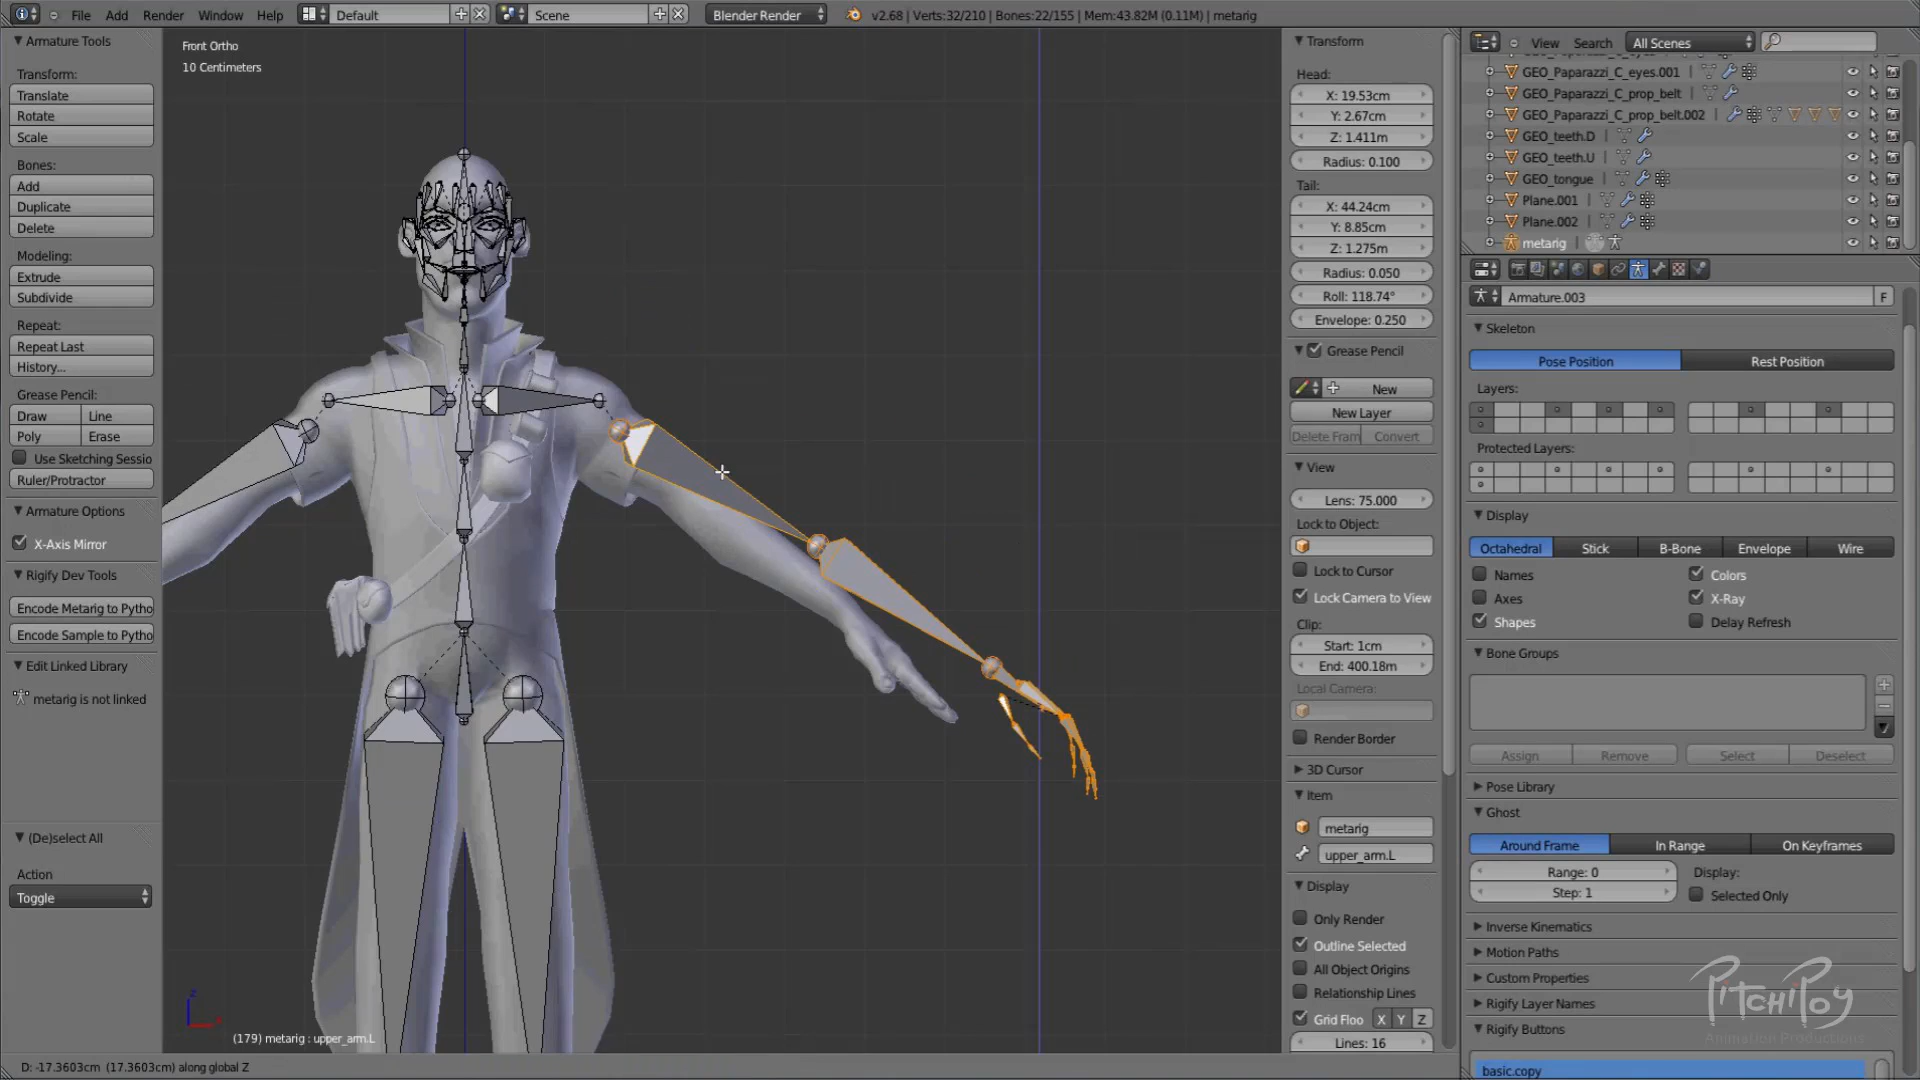 File Add Render Window Help Default Scene Blender Render v2.68 | Verts:32/210 | Bones:22/155 | Mem:43.82M (0.11M) | metarig
Armature Tools
Transform:
Translate
Rotate
Scale
Bones:
Add
Duplicate
Delete
Modeling:
Extrude
Subdivide
Repeat:
Repeat Last
History...
Grease Pencil:
Draw Line
Poly Erase
Use Sketching Sessio
Ruler/Protractor
Armature Options
X-Axis Mirror
Rigify Dev Tools
Encode Metarig to Pytho
Encode Sample to Pytho
Edit Linked Library
metarig is not linked
(De)select All
Action
Toggle
Front Ortho
10 Centimeters
(179) metarig : upper_arm.L
D: -17.3603cm (17.3603cm) along global Z
Transform
Head:
X: 19.53cm
Y: 2.67cm
Z: 1.411m
Radius: 0.100
Tail:
X: 44.24cm
Y: 8.85cm
Z: 1.275m
Radius: 0.050
Roll: 118.74°
Envelope: 0.250
Grease Pencil
New
New Layer
Delete Fram Convert
View
Lens: 75.000
Lock to Object:
Lock to Cursor
Lock Camera to View
Clip:
Start: 1cm
End: 400.18m
Local Camera:
Render Border
3D Cursor
Item
metarig
upper_arm.L
Display
Only Render
Outline Selected
All Object Origins
Relationship Lines
Grid Floo X Y Z
Lines: 16
View Search All Scenes
GEO_Paparazzi_C_eyes.001
GEO_Paparazzi_C_prop_belt
GEO_Paparazzi_C_prop_belt.002
GEO_teeth.D
GEO_teeth.U
GEO_tongue
Plane.001
Plane.002
metarig
Armature.003 F
Skeleton
Pose Position Rest Position
Layers:
Protected Layers:
Display
Octahedral Stick B-Bone Envelope Wire
Names Colors
Axes X-Ray
Shapes Delay Refresh
Bone Groups
Assign Remove Select Deselect
Pose Library
Ghost
Around Frame In Range On Keyframes
Range: 0 Display:
Step: 1 Selected Only
Inverse Kinematics
Motion Paths
Custom Properties
Rigify Layer Names
Rigify Buttons
basic.copy
PitchiPoy
Animation Productions